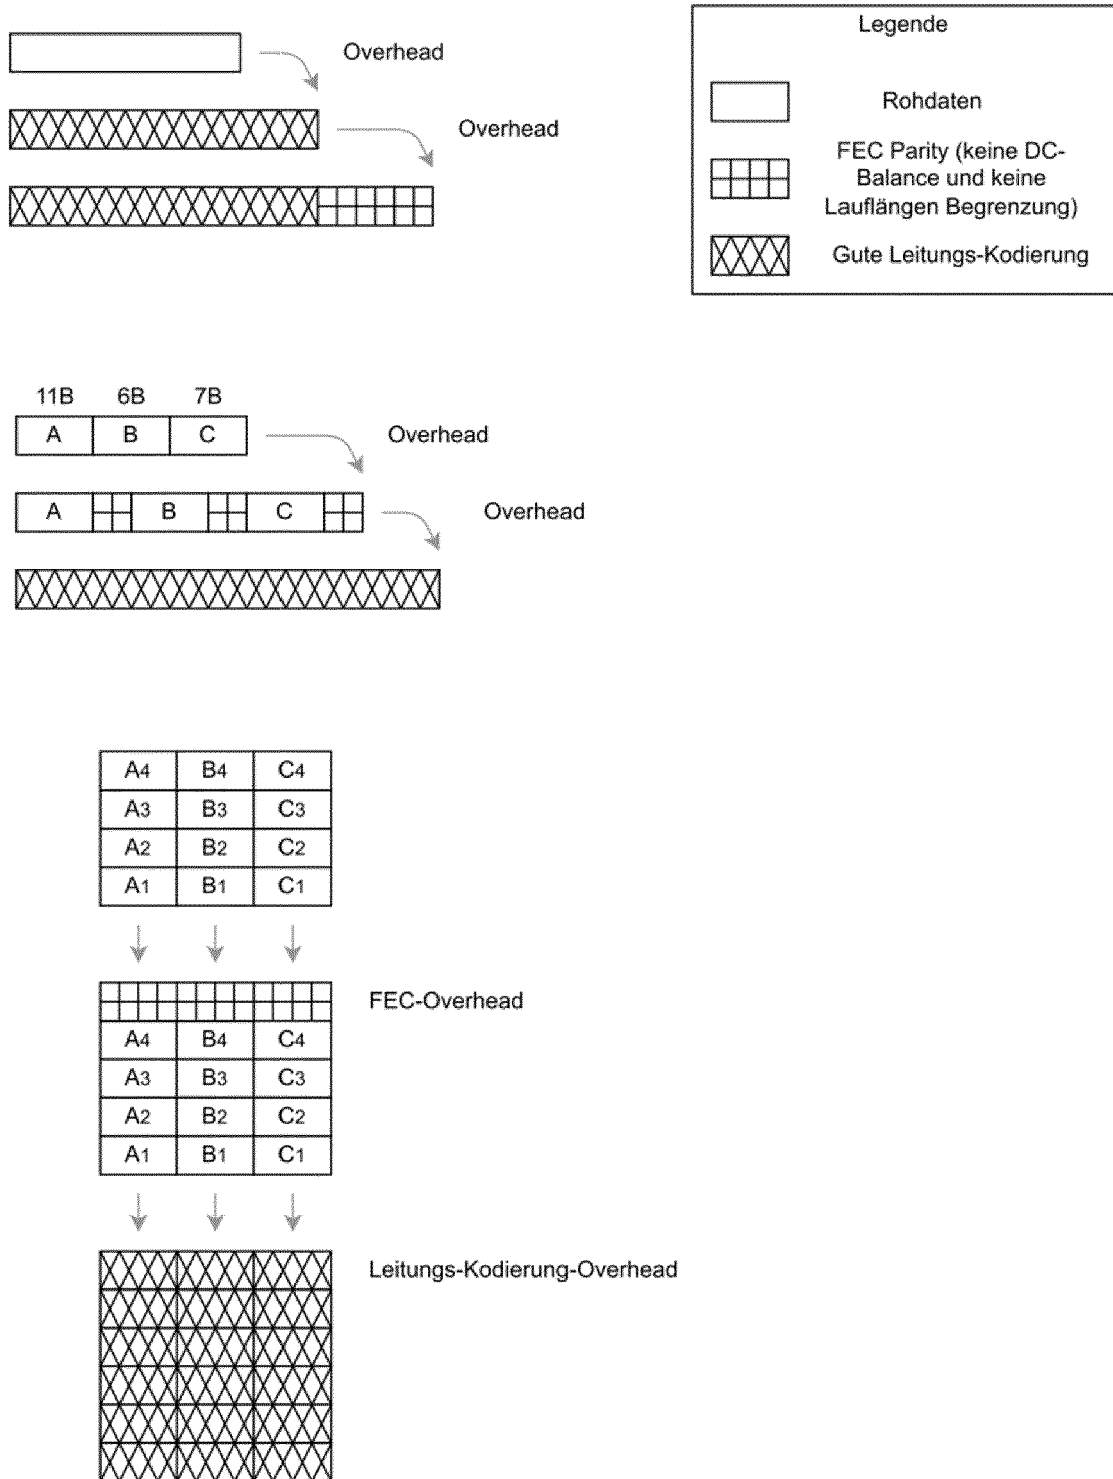 Overhead
Overhead
Legende
Rohdaten
FEC Parity (keine DC-
Balance und keine
Lauflängen Begrenzung)
Gute Leitungs-Kodierung
11B 6B 7B
A B C
Overhead
A B C
Overhead
A4 B4 C4
A3 B3 C3
A2 B2 C2
A1 B1 C1
FEC-Overhead
A4 B4 C4
A3 B3 C3
A2 B2 C2
A1 B1 C1
Leitungs-Kodierung-Overhead